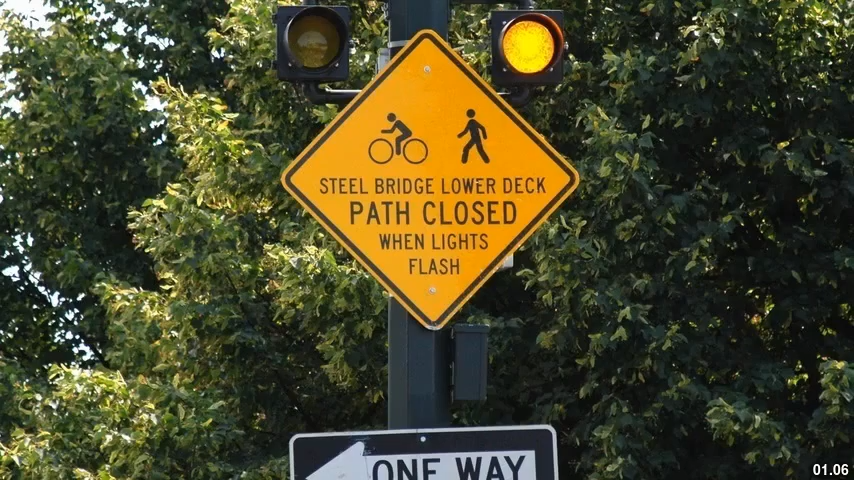 STEEL BRIDGE LOWER DECK
PATH CLOSED
WHEN LIGHTS
FLASH
ONE WAY
01.06